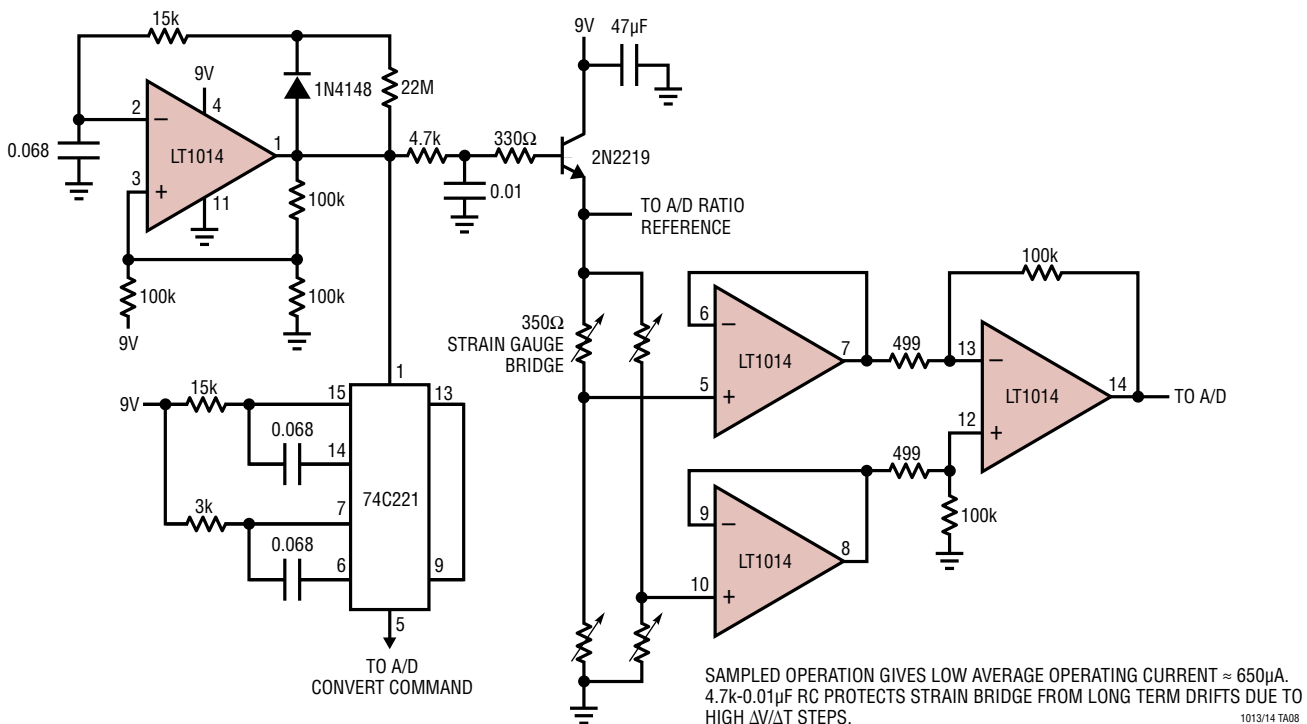 15k
9V
47µF
9V
4
1N4148
22M
2
−
1
4.7k
330Ω
0.068
LT1014
2N2219
3
+
11
100k
0.01
TO A/D RATIO
REFERENCE
100k
100k
9V
350Ω
STRAIN GAUGE
BRIDGE
6
−
LT1014
7
5
+
499
100k
13
−
LT1014
14
TO A/D
12
+
499
100k
9
−
LT1014
8
10
+
1
9V
15k
15
13
0.068
14
74C221
3k
7
0.068
6
9
5
TO A/D
CONVERT COMMAND
SAMPLED OPERATION GIVES LOW AVERAGE OPERATING CURRENT ≈ 650µA.
4.7k-0.01µF RC PROTECTS STRAIN BRIDGE FROM LONG TERM DRIFTS DUE TO
HIGH ∆V/∆T STEPS.
1013/14 TA08